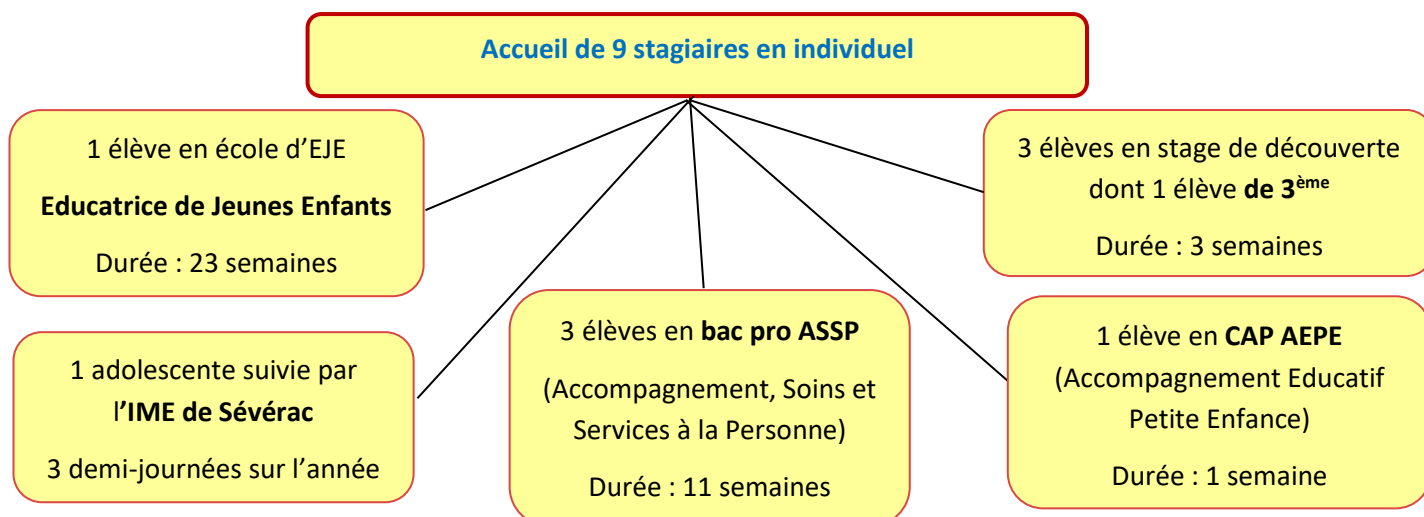 Accueil de 9 stagiaires en individuel
1 élève en école d’EJE
Educatrice de Jeunes Enfants
Durée : 23 semaines
3 élèves en stage de découverte
dont 1 élève de 3ème
Durée : 3 semaines
1 adolescente suivie par
l’IME de Sévérac
3 demi-journées sur l’année
3 élèves en bac pro ASSP
(Accompagnement, Soins et
Services à la Personne)
Durée : 11 semaines
1 élève en CAP AEPE
(Accompagnement Educatif
Petite Enfance)
Durée : 1 semaine